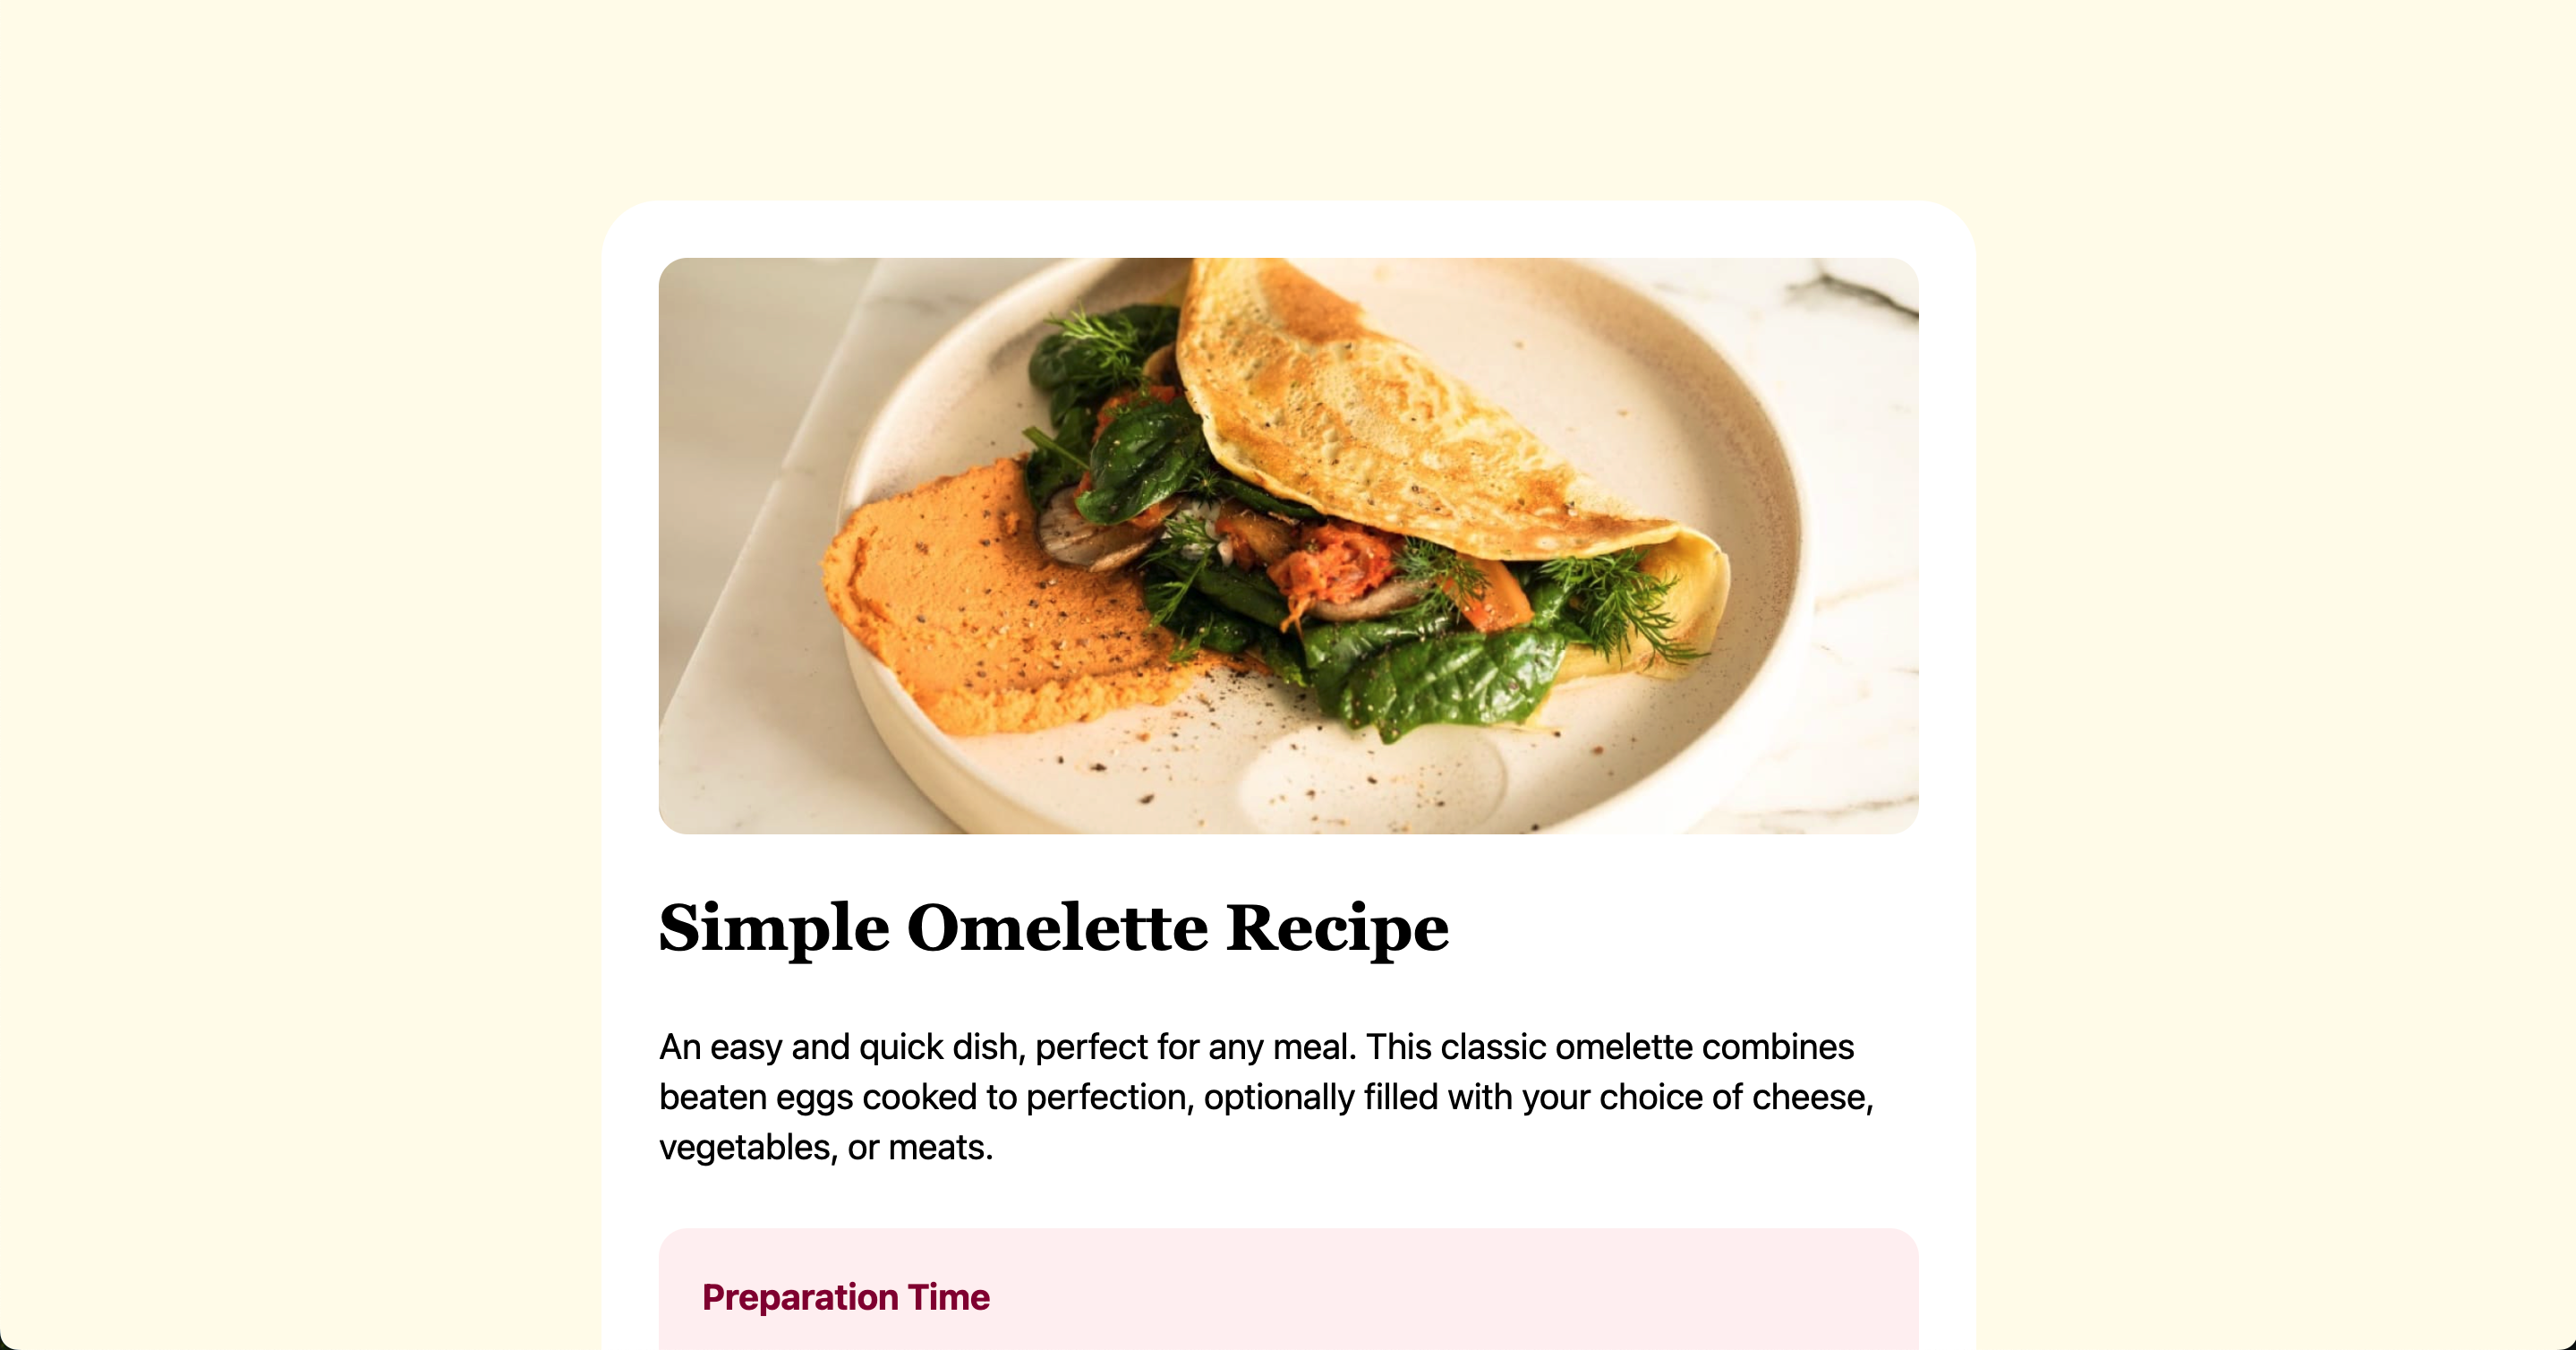 Simple Omelette Recipe
An easy and quick dish, perfect for any meal. This classic omelette combines
beaten eggs cooked to perfection, optionally filled with your choice of cheese,
vegetables, or meats.
Preparation Time